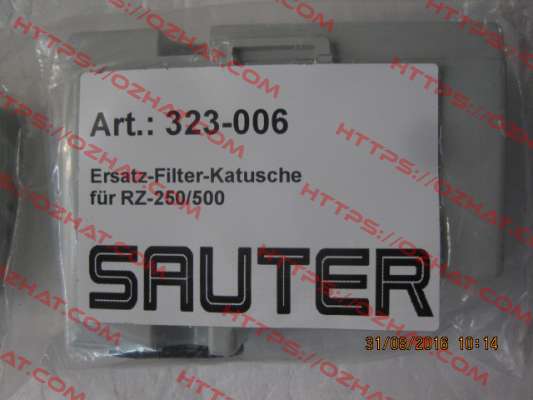 Art.: 323-006
Ersatz-Filter-Katusche
für RZ-250/500
SAUTER
31/08/2016 10:14
HTTPS://OZHAT.COM